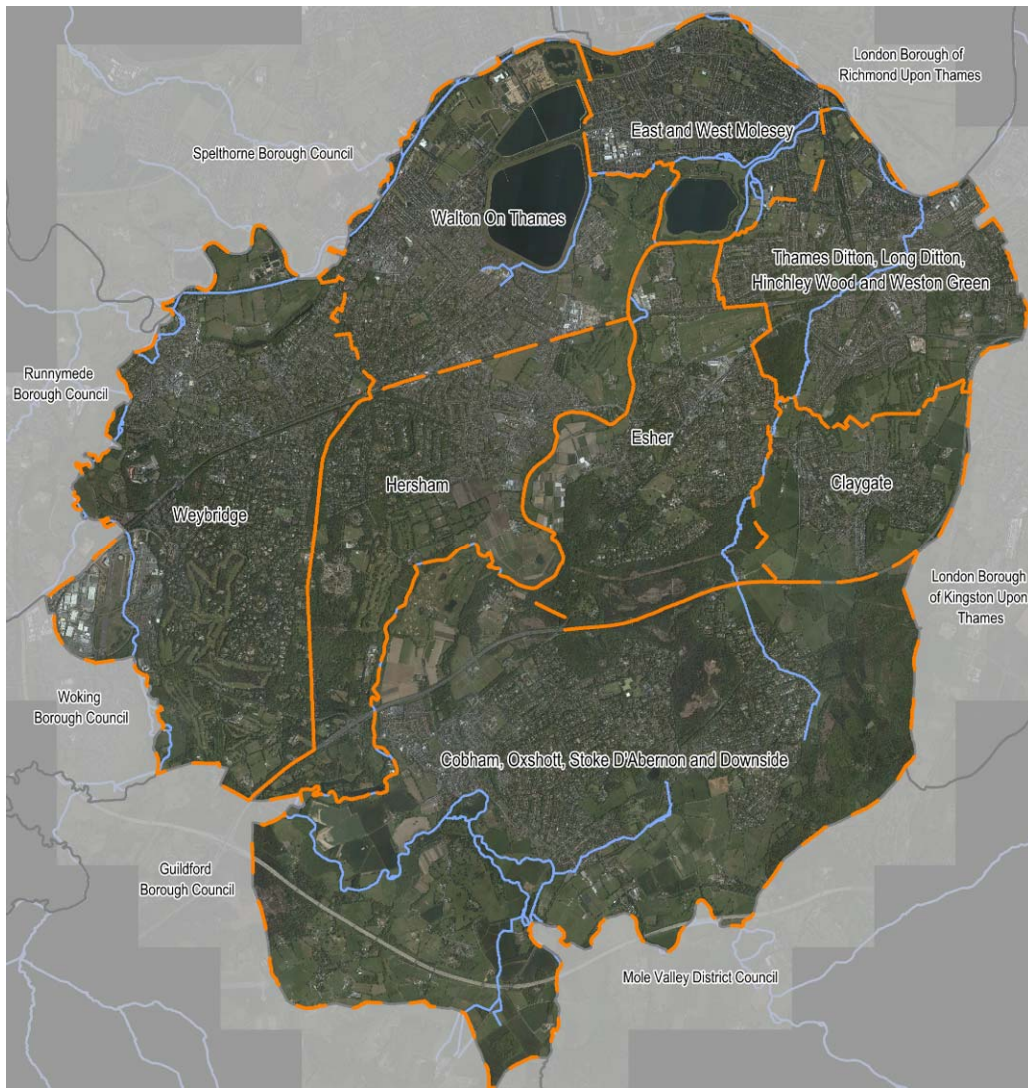 London Borough of
Richmond Upon Thames
East and West Molesey
Spelthorne Borough Council
Walton On Thames
Thames Ditton, Long Ditton,
Hinchley Wood and Weston Green
Runnymede
Borough Council
Esher
Hersham
Claygate
Weybridge
London Borough
of Kingston Upon
Thames
Woking
Borough Council
Cobham, Oxshott, Stoke D'Abernon and Downside
Guildford
Borough Council
Mole Valley District Council